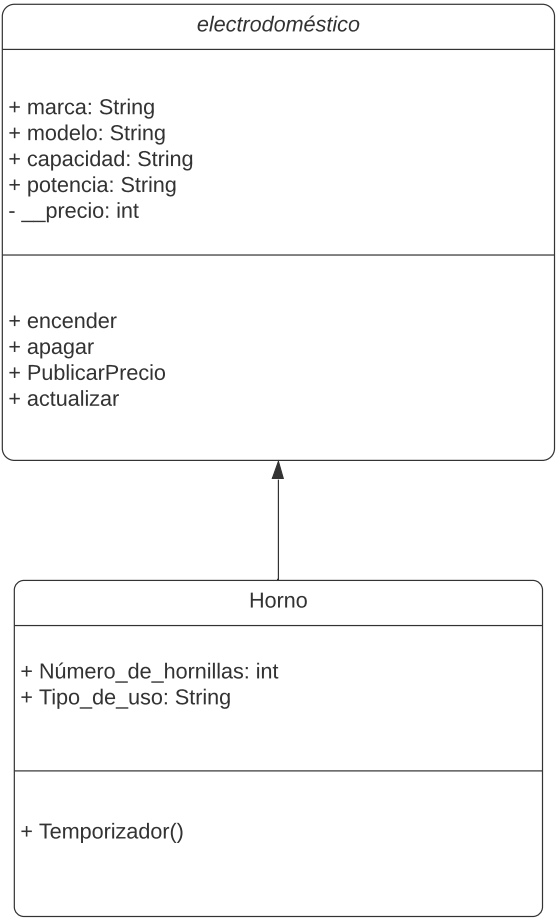 electrodoméstico
+ marca: String
+ modelo: String
+ capacidad: String
+ potencia: String
- __precio: int
+ encender
+ apagar
+ PublicarPrecio
+ actualizar
Horno
+ Número_de_hornillas: int
+ Tipo_de_uso: String
+ Temporizador()